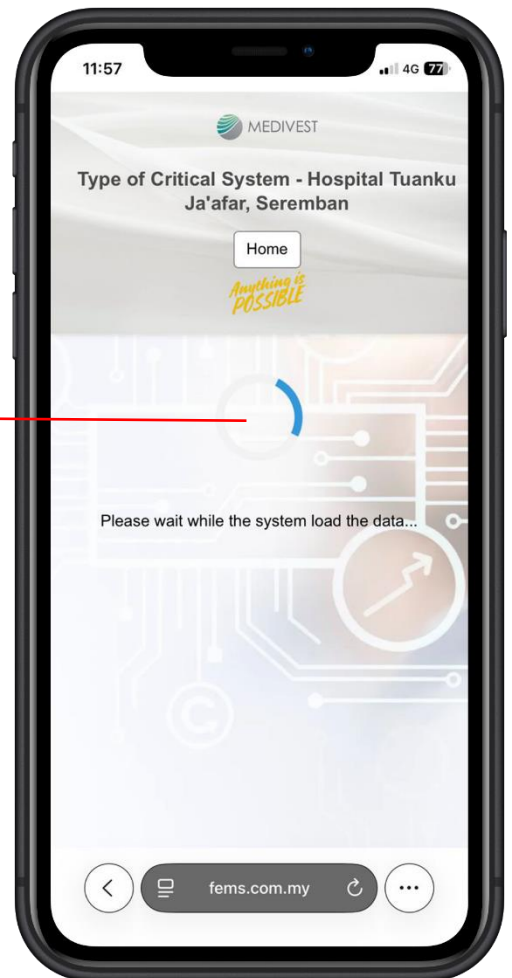 11:57
4G 77
MEDIVEST
Type of Critical System - Hospital Tuanku
Ja'afar, Seremban
Home
Anything is
POSSIBLE
Please wait while the system load the data...
C
fems.com.my